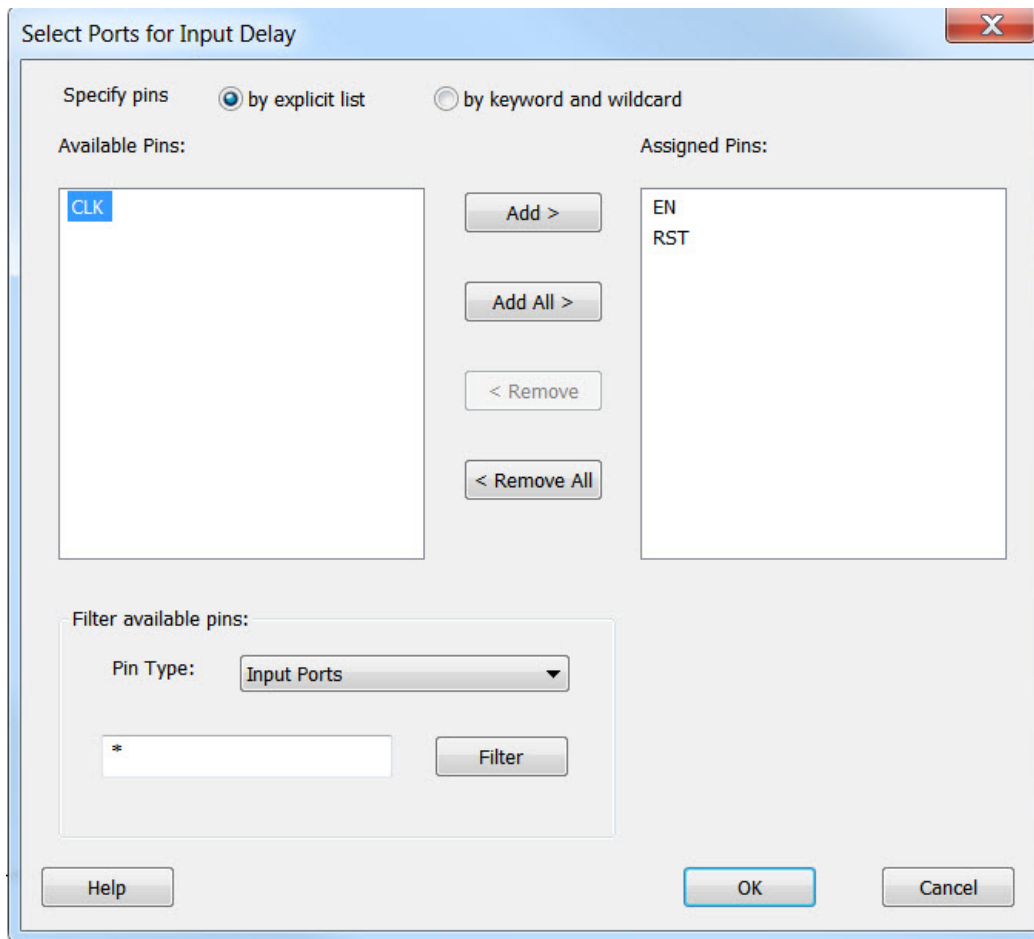 Select Ports for Input Delay
X
Specify pins by explicit list by keyword and wildcard
Available Pins: Assigned Pins:
CLK Add > EN
RST
Add All >
< Remove
< Remove All
Filter available pins:
Pin Type: Input Ports
* Filter
Help OK Cancel